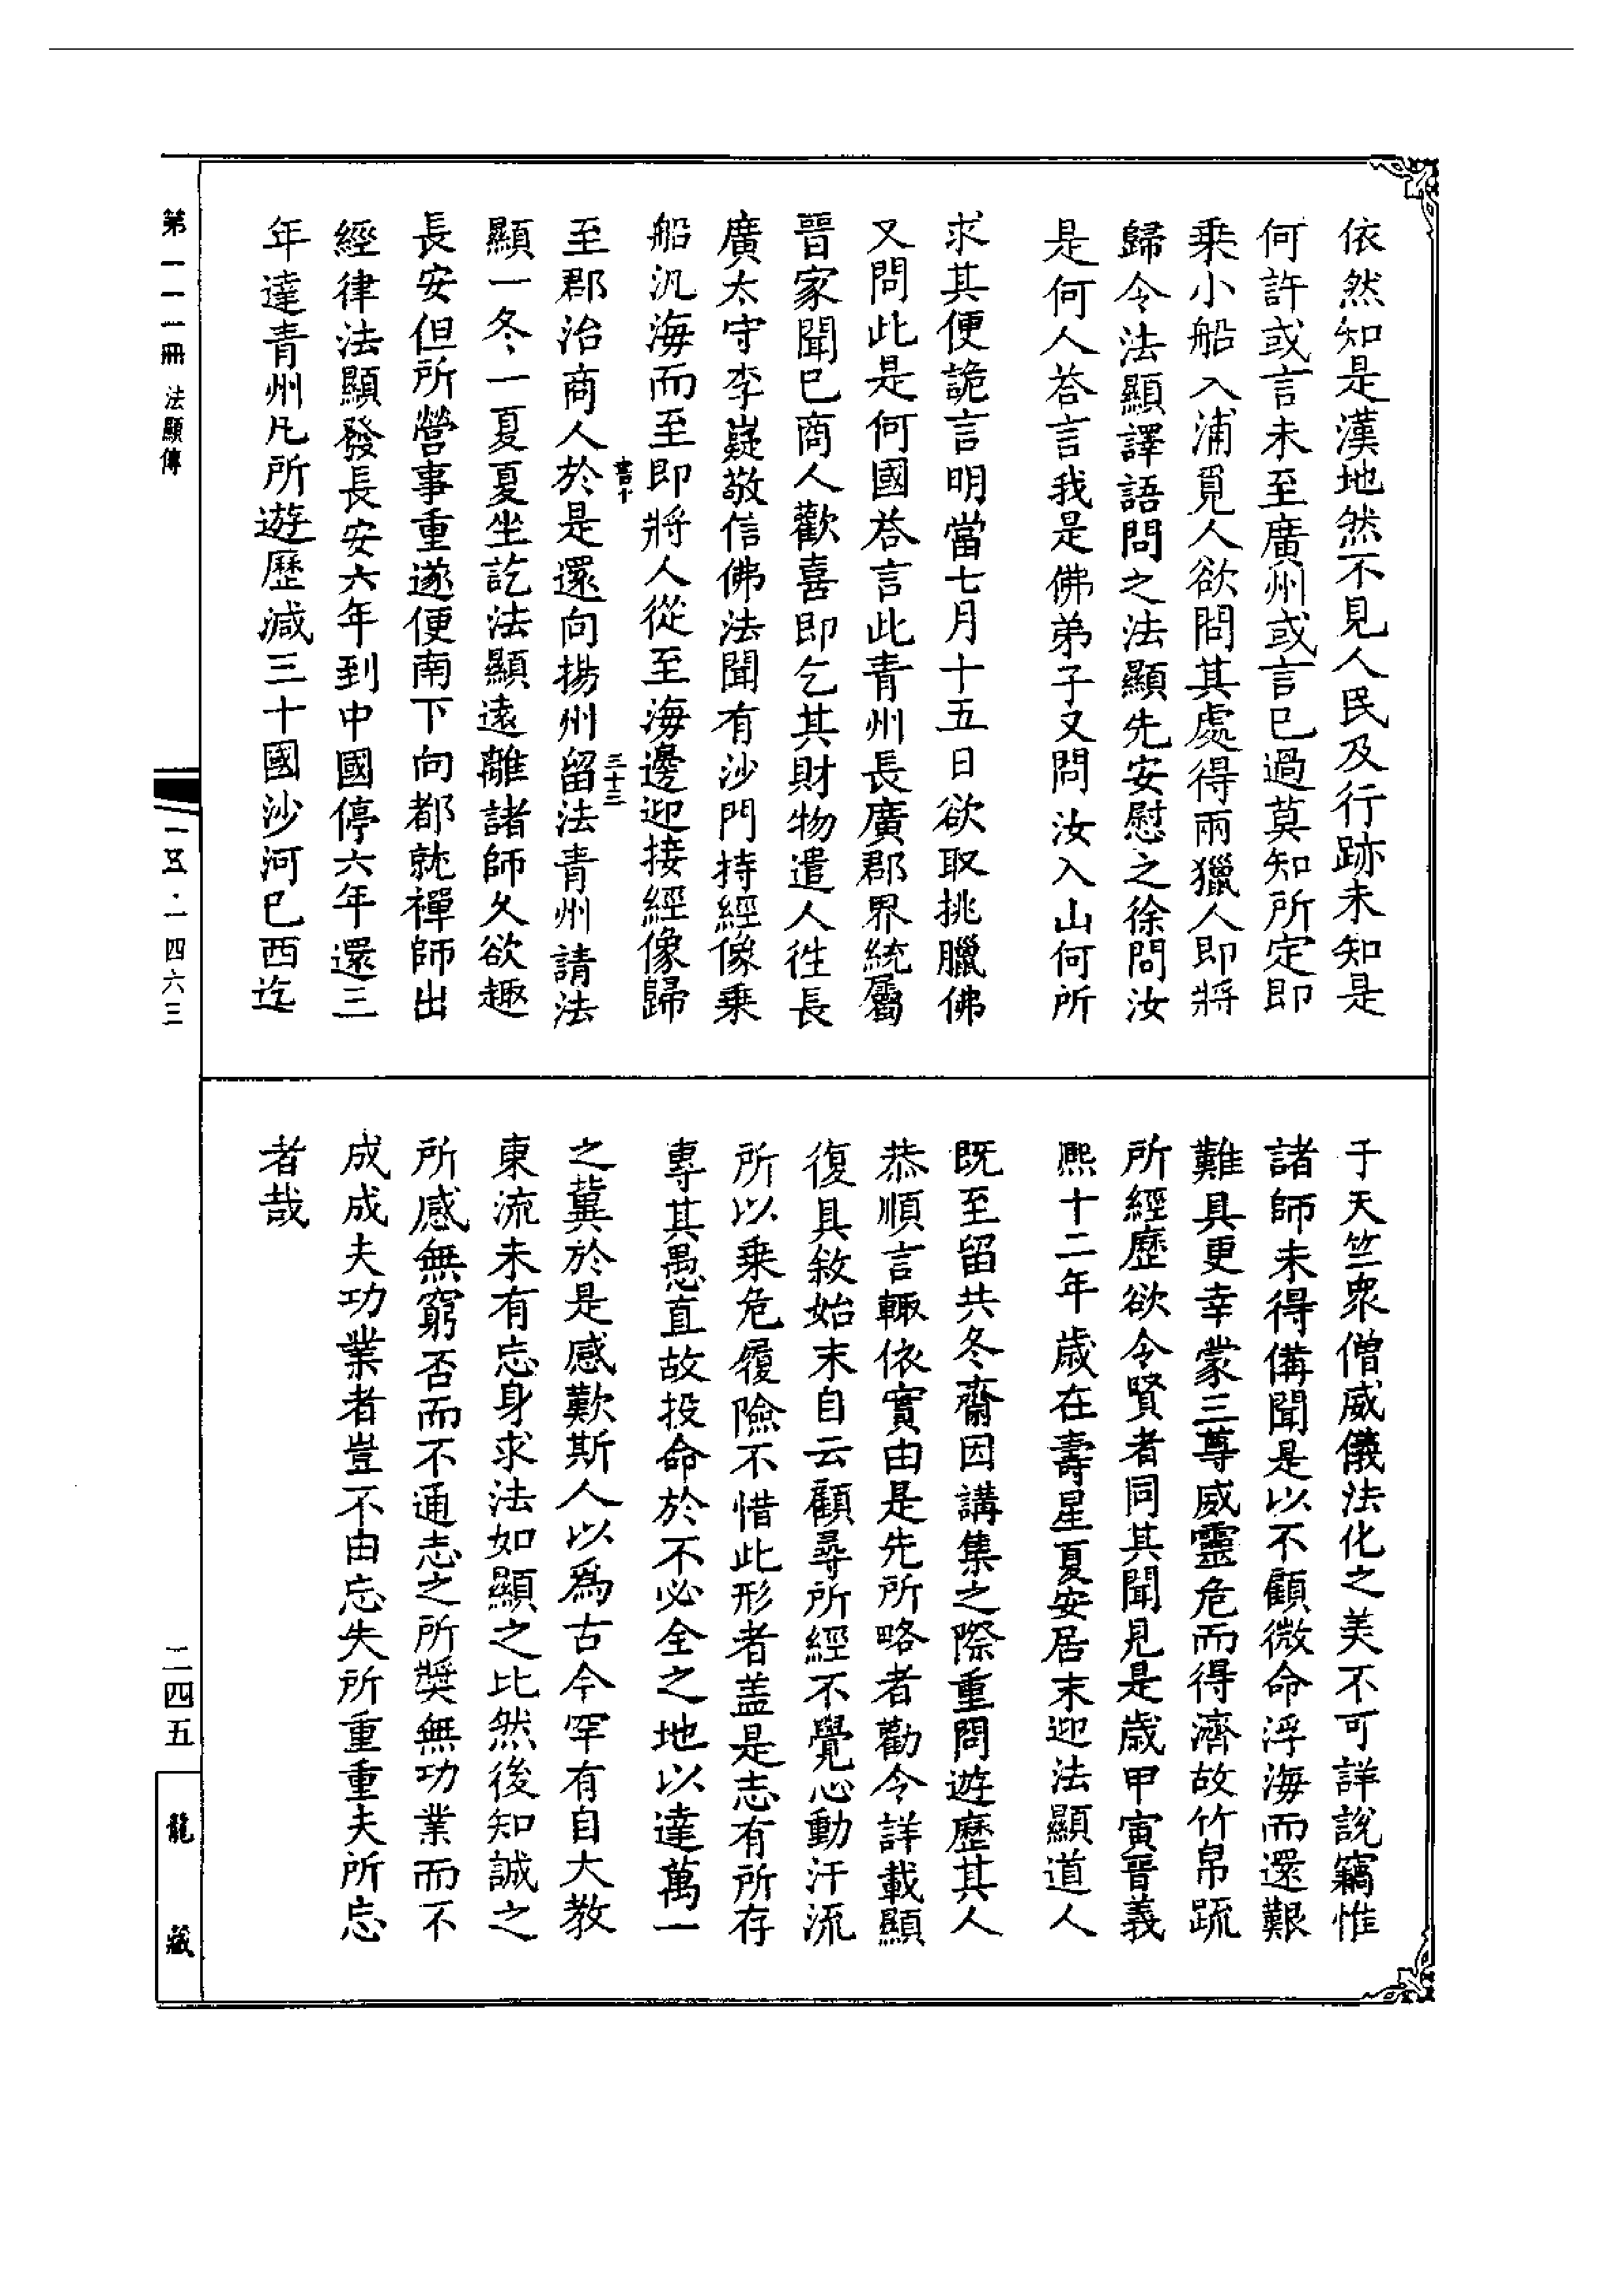 依然知是漢地然不見人民及行跡未知是
何許或言未至廣州或言巳過莫知所定即
乗小船入浦覓人欲問其處得兩獵人即將
歸令法顯譯語問之法顯先安慰之徐問汝
是何人荅言我是佛弟子又問汝入山何所
求其便詭言明當七月十五日欲取挑臘佛
又問此是何國荅言此青州長廣郡界統屬
晉家聞巳商人歡喜即乞其財物遣人徃長
廣太守李嶷敬信佛法聞有沙門持經像乗
船汎海而至即將人從至海邊迎接經像歸
至郡治商人於是還向揚州留法青州請法
顯一冬一夏夏坐訖法顯遠離諸師久欲趣
長安但所營事重遂便南下向都就禪師出
經律法顯發長安六年到中國停六年還三
年達青州凡所遊歷减三十國沙河巳西迄
于天竺衆僧威儀法化之美不可詳説竊惟
諸師未得備聞是以不顧微命浮海而還艱
難具更幸蒙三尊威靈危而得濟故竹帛疏
所經歷欲令賢者同其聞見是歲甲寅晉義
熙十二年歲在壽星夏安居末迎法顯道人
既至留共冬齋因講集之際重問遊歷其人
恭順言輙依實由是先所略者勸令詳載顯
復具敘始末自云顧尋所經不覺心動汗流
所以乗危履險不惜此形者盖是志有所存
專其愚直故投命於不必全之地以達萬一
之冀於是感歎斯人以爲古今罕有自大教
東流未有忘身求法如顯之比然後知誠之
所感無窮否而不通志之所奬無功業而不
成成夫功業者豈不由忘失所重重夫所忘
者哉
第一一一冊 法顯傳
三十三
一五·一四六三
二四五
龍藏